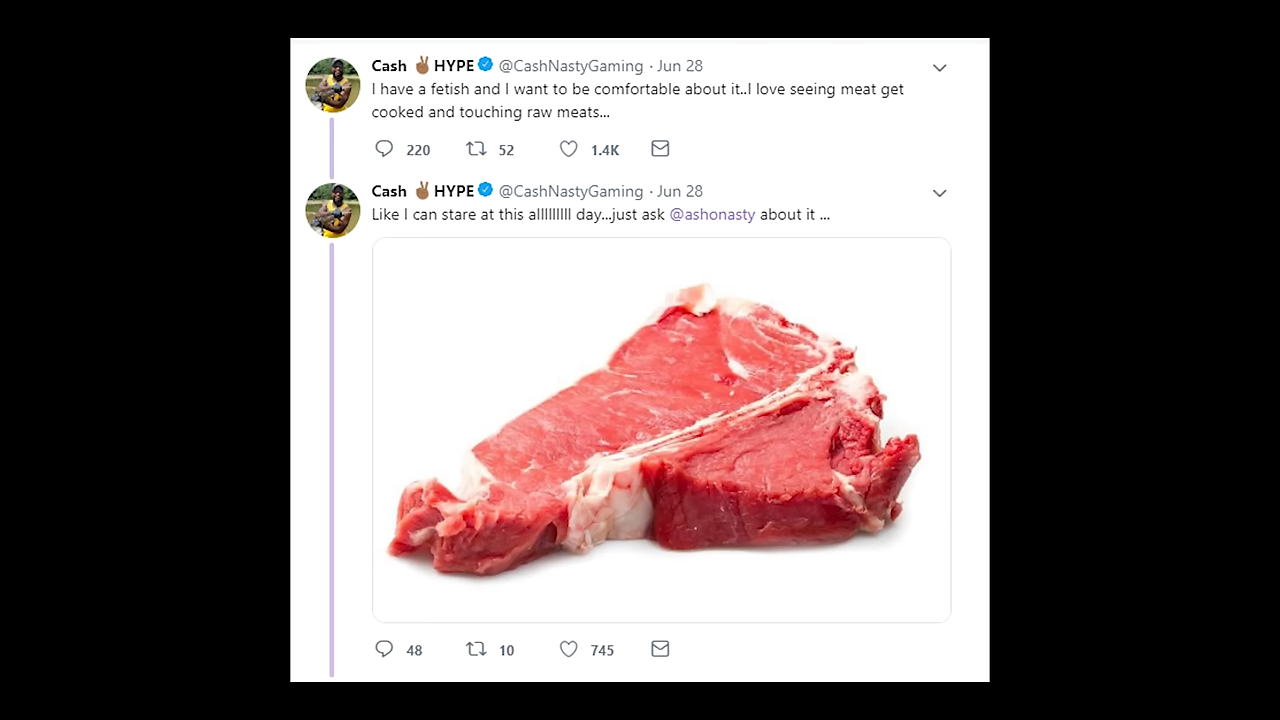 Cash ✌🏾 HYPE @CashNastyGaming · Jun 28
I have a fetish and I want to be comfortable about it..I love seeing meat get
cooked and touching raw meats...
220 52 1.4K
Cash ✌🏾 HYPE @CashNastyGaming · Jun 28
Like I can stare at this alllllllll day...just ask @ashonasty about it ...
48 10 745